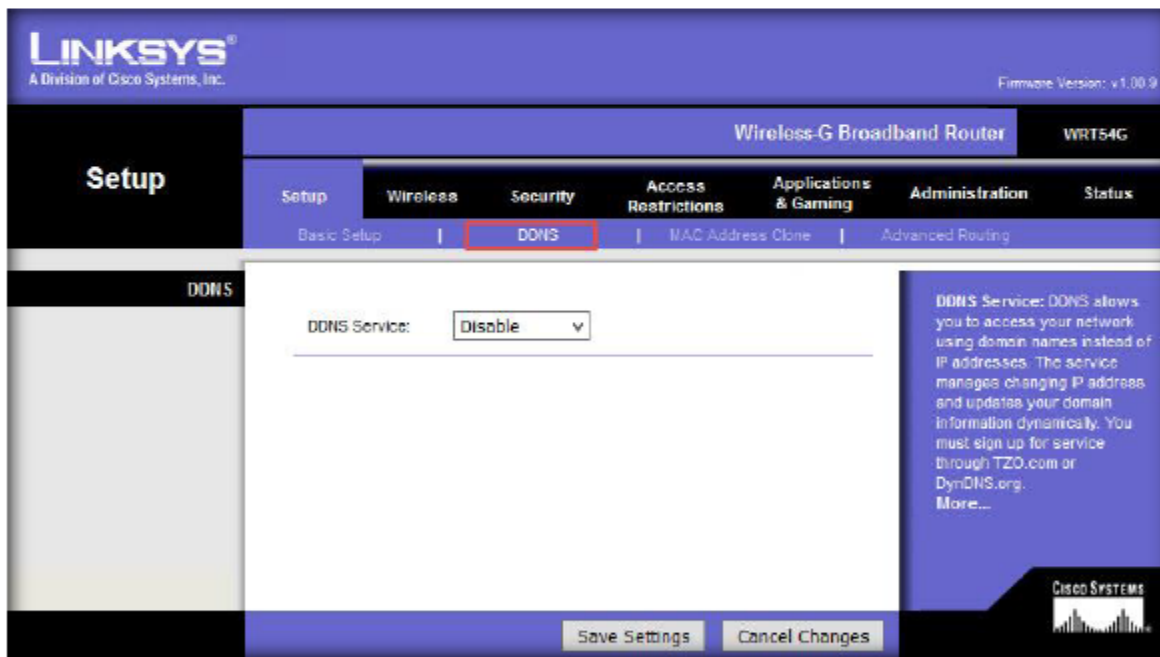 LINKSYS®
A Division of Cisco Systems, Inc.
Firmware Version: v1.00.9
Wireless-G Broadband Router WRT54G
Setup
Setup Wireless Security Access Restrictions Applications & Gaming Administration Status
Basic Setup | DDNS | MAC Address Clone | Advanced Routing
DDNS
DDNS Service: Disable
DDNS Service: DDNS allows
you to access your network
using domain names instead of
IP addresses. The service
manages changing IP address
and updates your domain
information dynamically. You
must sign up for service
through TZO.com or
DynDNS.org.
More...
CISCO SYSTEMS
Save Settings Cancel Changes